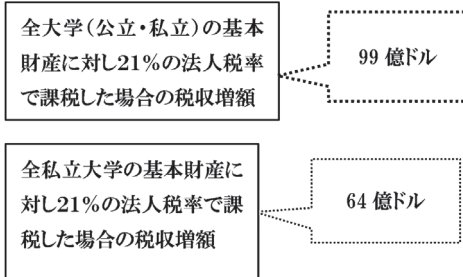 全大学（公立・私立）の基本
財産に対し21％の法人税率
で課税した場合の税収増額
99 億ドル
全私立大学の基本財産に
対し21％の法人税率で課
税した場合の税収増額
64 億ドル